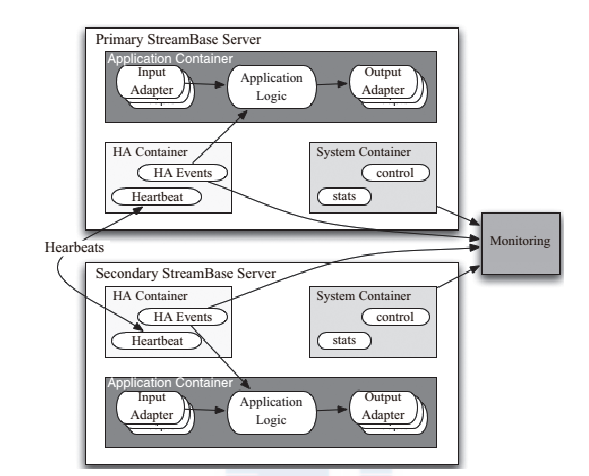 Primary StreamBase Server
Application Container
Input
Adapter
Application
Logic
Output
Adapter
HA Container
HA Events
Heartbeat
System Container
control
stats
Monitoring
Hearbeats
Secondary StreamBase Server
HA Container
HA Events
Heartbeat
System Container
control
stats
Application Container
Input
Adapter
Application
Logic
Output
Adapter